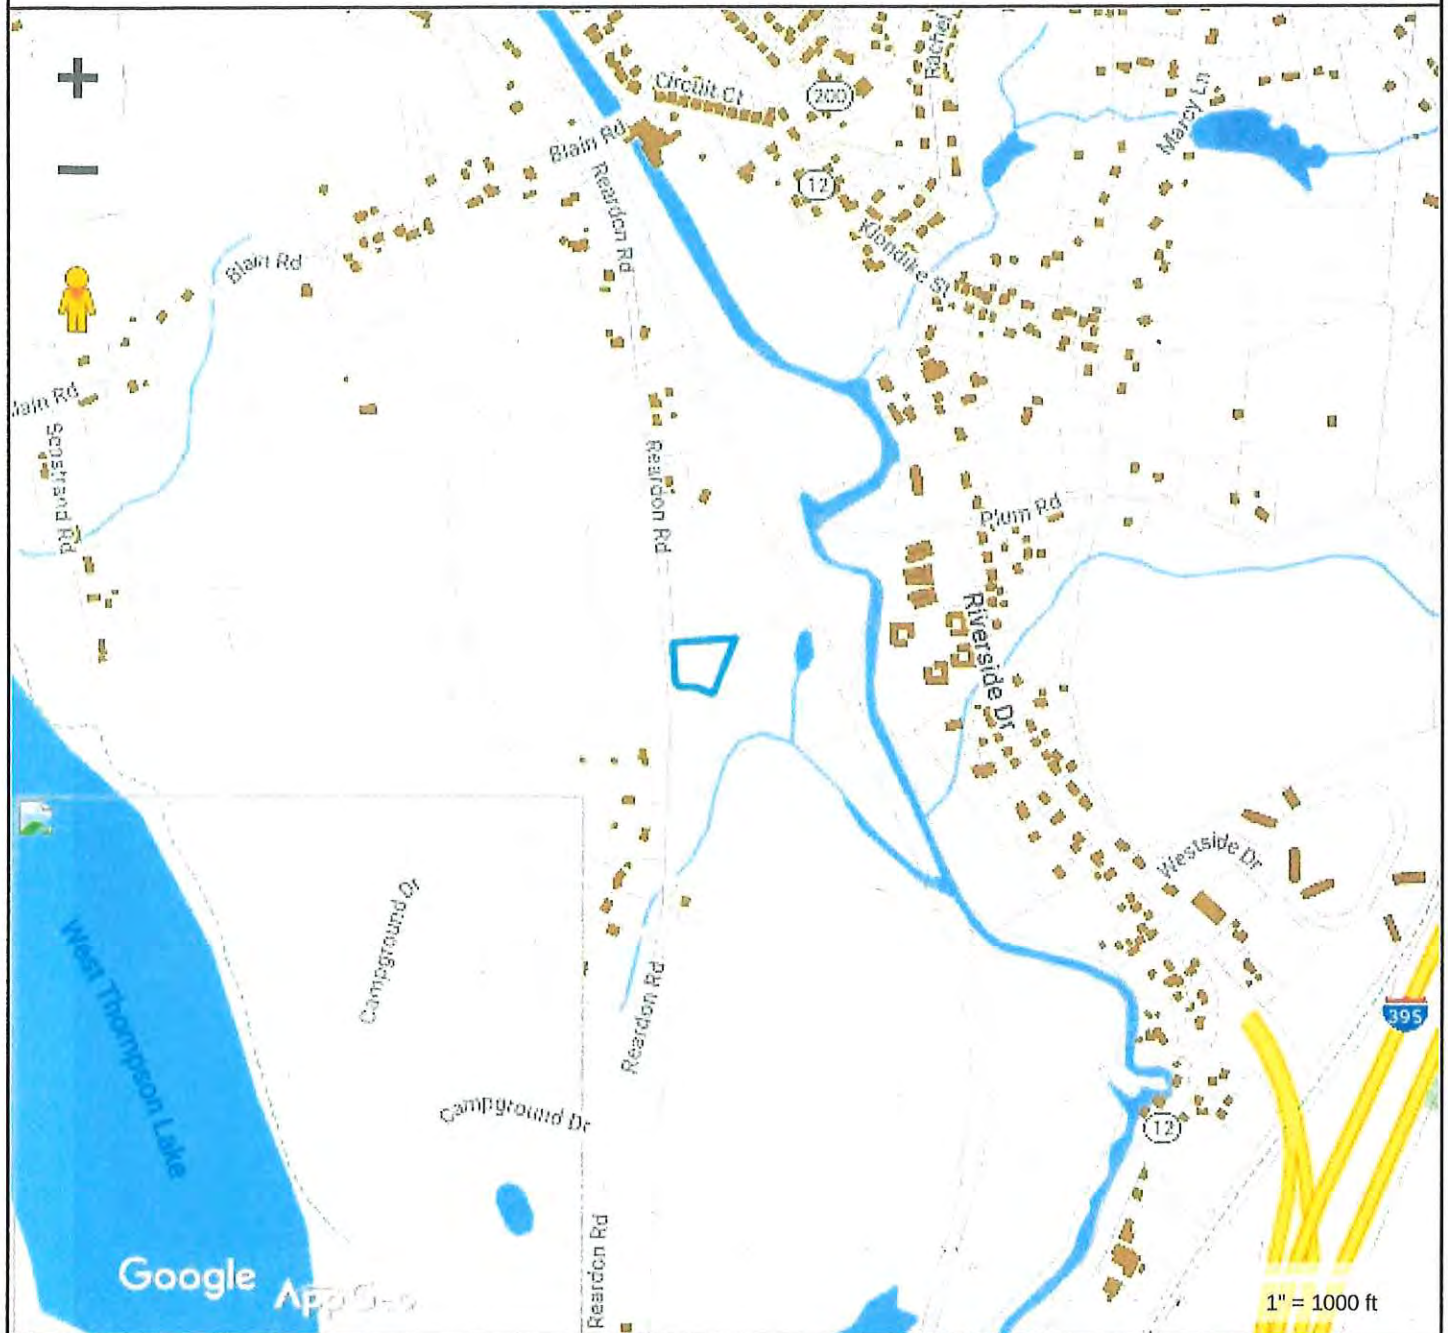 Rachel
Circuit Ct
200
Marcy Ln
Blain Rd
12
Reardon Rd
Klondike St
Blain Rd
Blain Rd
Sensland Rd
Reardon Rd
Plum Rd
Riverside Dr
Westside Dr
Campground Dr
West Thompson Lake
Reardon Rd
395
Campground Dr
12
Reardon Rd
Google
AppGeo
1" = 1000 ft